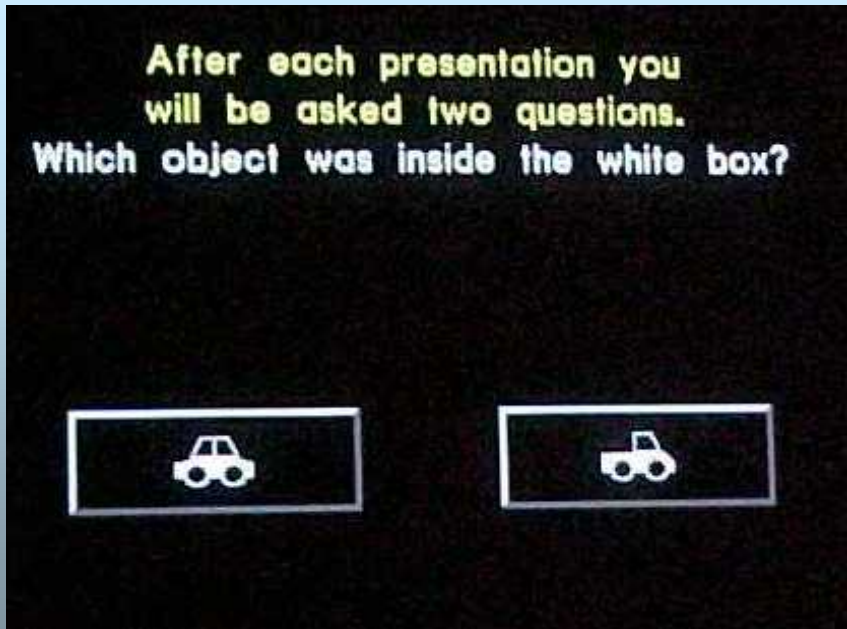 After each presentation you
will be asked two questions.
Which object was inside the white box?